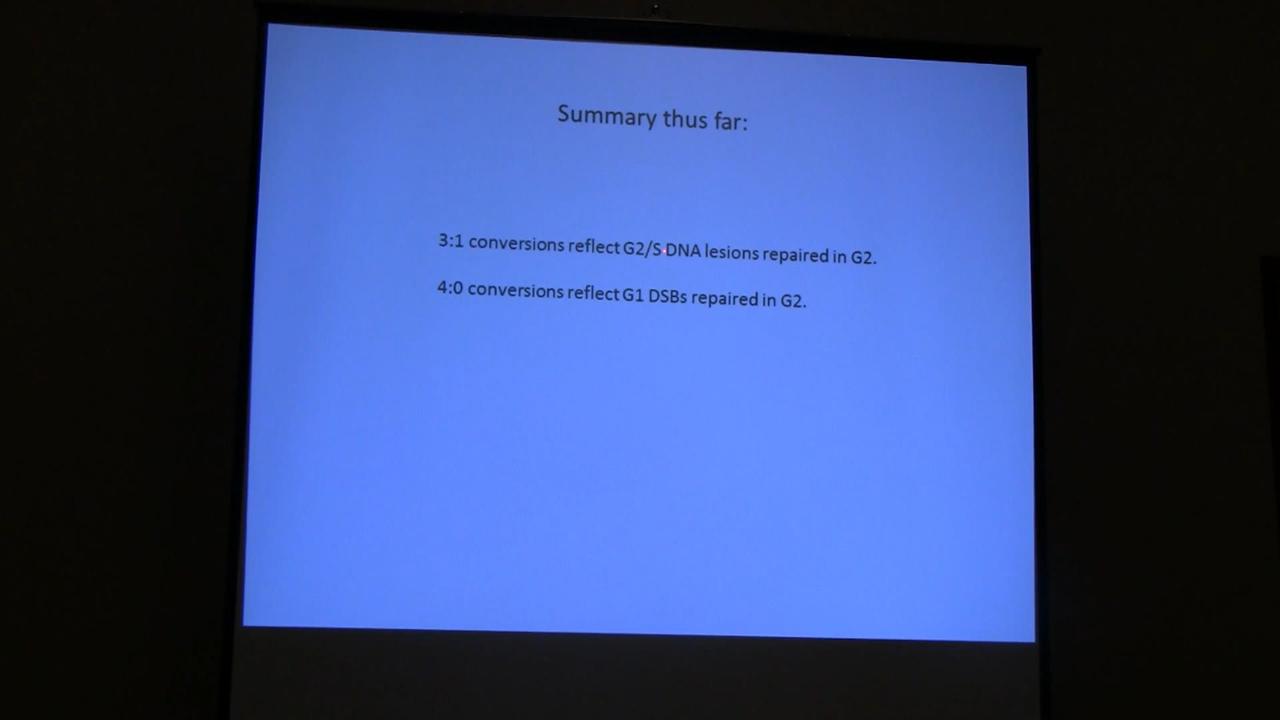 Summary thus far:
3:1 conversions reflect G2/S DNA lesions repaired in G2.
4:0 conversions reflect G1 DSBs repaired in G2.